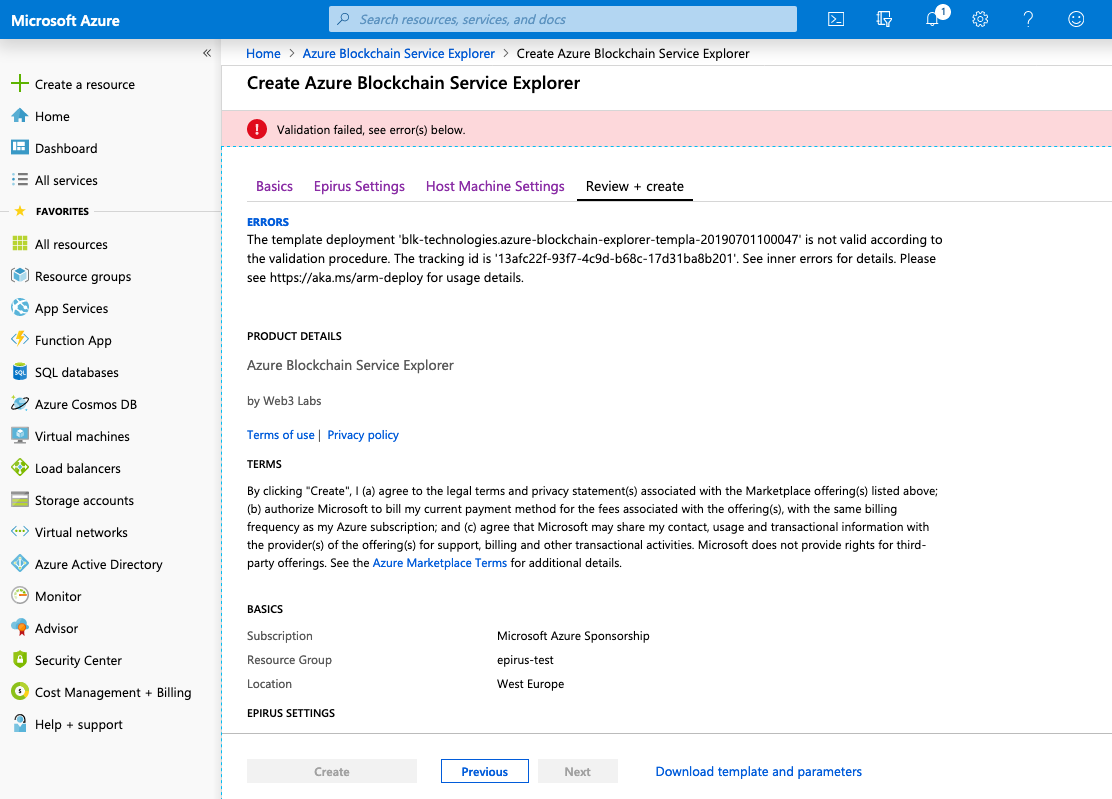 Microsoft Azure
Search resources, services, and docs
1
?
«
Create a resource
Home
Dashboard
All services
FAVORITES
All resources
Resource groups
App Services
Function App
SQL databases
Azure Cosmos DB
Virtual machines
Load balancers
Storage accounts
Virtual networks
Azure Active Directory
Monitor
Advisor
Security Center
Cost Management + Billing
Help + support
Home > Azure Blockchain Service Explorer > Create Azure Blockchain Service Explorer
Create Azure Blockchain Service Explorer
! Validation failed, see error(s) below.
Basics Epirus Settings Host Machine Settings Review + create
ERRORS
The template deployment 'blk-technologies.azure-blockchain-explorer-templa-20190701100047' is not valid according to
the validation procedure. The tracking id is '13afc22f-93f7-4c9d-b68c-17d31ba8b201'. See inner errors for details. Please
see https://aka.ms/arm-deploy for usage details.
PRODUCT DETAILS
Azure Blockchain Service Explorer
by Web3 Labs
Terms of use | Privacy policy
TERMS
By clicking "Create", I (a) agree to the legal terms and privacy statement(s) associated with the Marketplace offering(s) listed above;
(b) authorize Microsoft to bill my current payment method for the fees associated with the offering(s), with the same billing
frequency as my Azure subscription; and (c) agree that Microsoft may share my contact, usage and transactional information with
the provider(s) of the offering(s) for support, billing and other transactional activities. Microsoft does not provide rights for third-
party offerings. See the Azure Marketplace Terms for additional details.
BASICS
Subscription Microsoft Azure Sponsorship
Resource Group epirus-test
Location West Europe
EPIRUS SETTINGS
Create Previous Next Download template and parameters